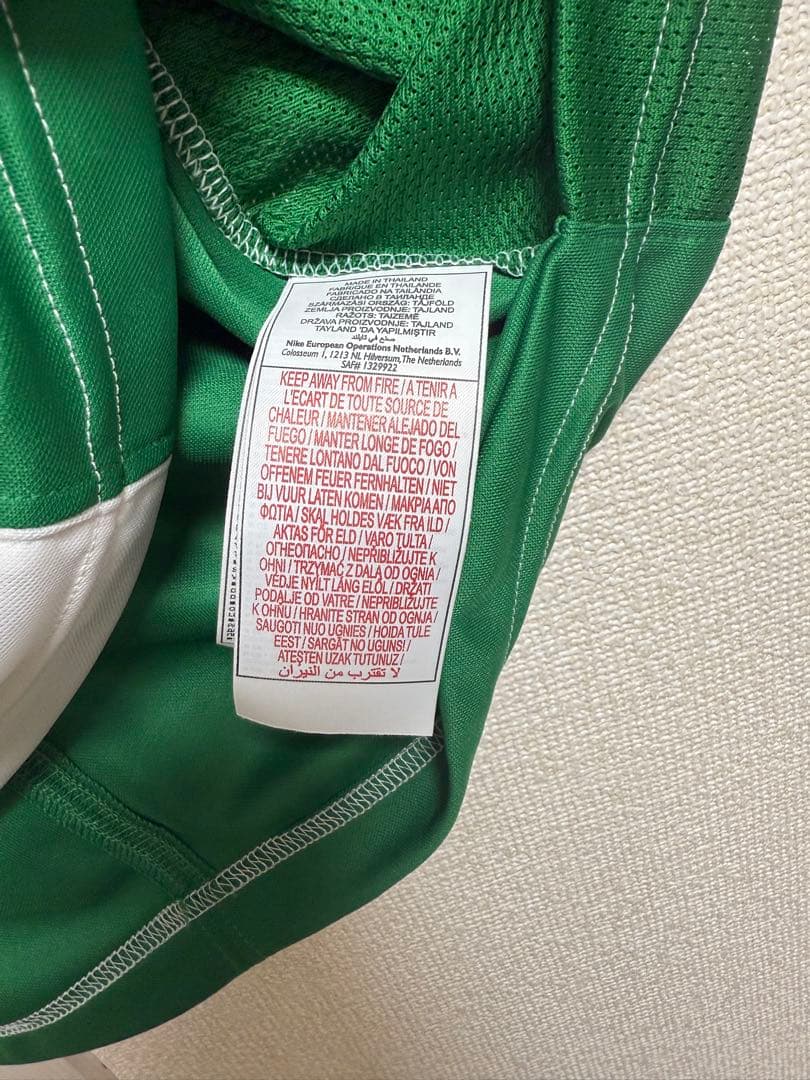 MADE IN THAILAND
FABRIQUE EN THAILANDE
FABRICADO NA TAILÂNDIA
СДЕЛАНО В ТАИЛАНДЕ
SZÁRMAZÁSI ORSZÁG: TÁJFÖLD
ZEMLJA PROIZVODNJE: TAJLAND
RAŽOTS: TAIZEMĒ
DRŽAVA PROIZVODNJE: TAJLAND
TAYLAND 'DA YAPILMIŞTIR
صنع في تايلند
Nike European Operations Netherlands B.V.
Colosseum 1, 1213 NL Hilversum, The Netherlands
SAF# 1329922
KEEP AWAY FROM FIRE / A TENIR A
L'ECART DE TOUTE SOURCE DE
CHALEUR / MANTENER ALEJADO DEL
FUEGO / MANTER LONGE DE FOGO /
TENERE LONTANO DAL FUOCO / VON
OFFENEM FEUER FERNHALTEN / NIET
BIJ VUUR LATEN KOMEN / ΜΑΚΡΙΑ ΑΠΟ
ΦΩΤΙΑ / SKAL HOLDES VÆK FRA ILD /
AKTAS FÖR ELD / VARO TULTA /
ОГНЕОПАСНО / NEPŘIBLIŽUJTE K
OHNI / TRZYMAĆ Z DALA OD OGNIA /
VÉDJE NYÍLT LÁNG ELŐL / DRŽATI
PODALJE OD VATRE / NEPRIBLIŽUJTE
K OHŇU / HRANITE STRAN OD OGNJA /
SAUGOTI NUO UGNIES / HOIDA TULE
EEST / SARGĀT NO UGUNS! /
ATEŞTEN UZAK TUTUNUZ /
لا تقترب من النيران